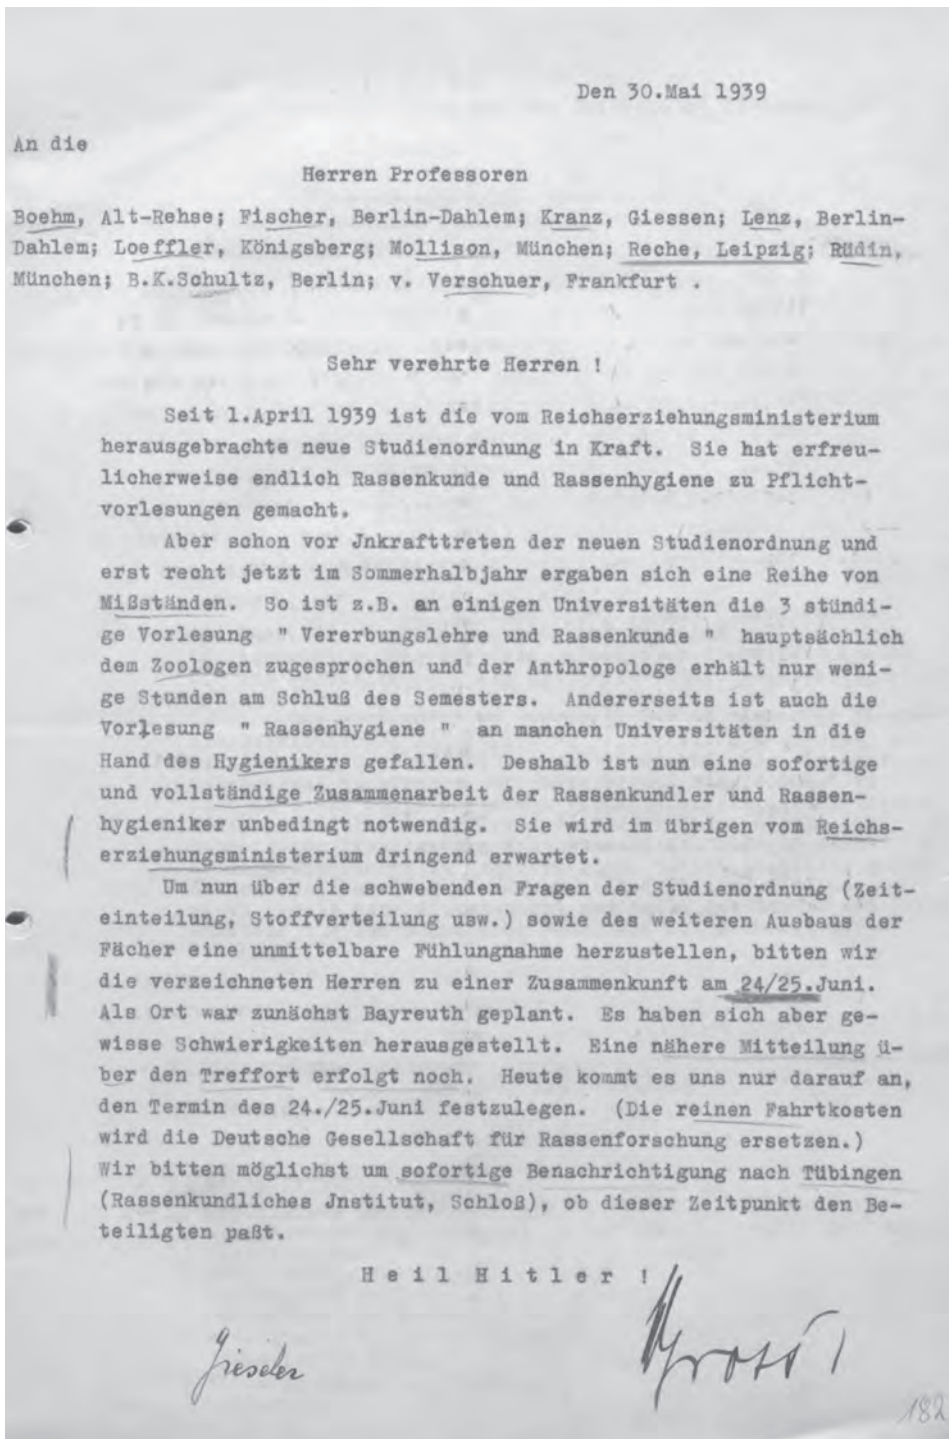 Den 30.Mai 1939
An die
Herren Professoren
Boehm, Alt-Rehse; Fischer, Berlin-Dahlem; Kranz, Giessen; Lenz, Berlin-
Dahlem; Loeffler, Königsberg; Mollison, München; Reche, Leipzig; Rüdin,
München; B.K.Schultz, Berlin; v. Verschuer, Frankfurt .
Sehr verehrte Herren !
Seit 1.April 1939 ist die vom Reichserziehungsministerium
herausgebrachte neue Studienordnung in Kraft. Sie hat erfreu-
licherweise endlich Rassenkunde und Rassenhygiene zu Pflicht-
vorlesungen gemacht.
Aber schon vor Jnkrafttreten der neuen Studienordnung und
erst recht jetzt im Sommerhalbjahr ergaben sich eine Reihe von
Mißständen. So ist z.B. an einigen Universitäten die 3 stündi-
ge Vorlesung " Vererbungslehre und Rassenkunde " hauptsächlich
dem Zoologen zugesprochen und der Anthropologe erhält nur weni-
ge Stunden am Schluß des Semesters. Andererseits ist auch die
Vorlesung " Rassenhygiene " an manchen Universitäten in die
Hand des Hygienikers gefallen. Deshalb ist nun eine sofortige
und vollständige Zusammenarbeit der Rassenkundler und Rassen-
hygieniker unbedingt notwendig. Sie wird im übrigen vom Reichs-
erziehungsministerium dringend erwartet.
Um nun über die schwebenden Fragen der Studienordnung (Zeit-
einteilung, Stoffverteilung usw.) sowie des weiteren Ausbaus der
Fächer eine unmittelbare Fühlungnahme herzustellen, bitten wir
die verzeichneten Herren zu einer Zusammenkunft am 24/25.Juni.
Als Ort war zunächst Bayreuth geplant. Es haben sich aber ge-
wisse Schwierigkeiten herausgestellt. Eine nähere Mitteilung ü-
ber den Treffort erfolgt noch. Heute kommt es uns nur darauf an,
den Termin des 24./25.Juni festzulegen. (Die reinen Fahrtkosten
wird die Deutsche Gesellschaft für Rassenforschung ersetzen.)
Wir bitten möglichst um sofortige Benachrichtigung nach Tübingen
(Rassenkundliches Jnstitut, Schloß), ob dieser Zeitpunkt den Be-
teiligten paßt.
Heil Hitler !
Gieseler
Gross
182